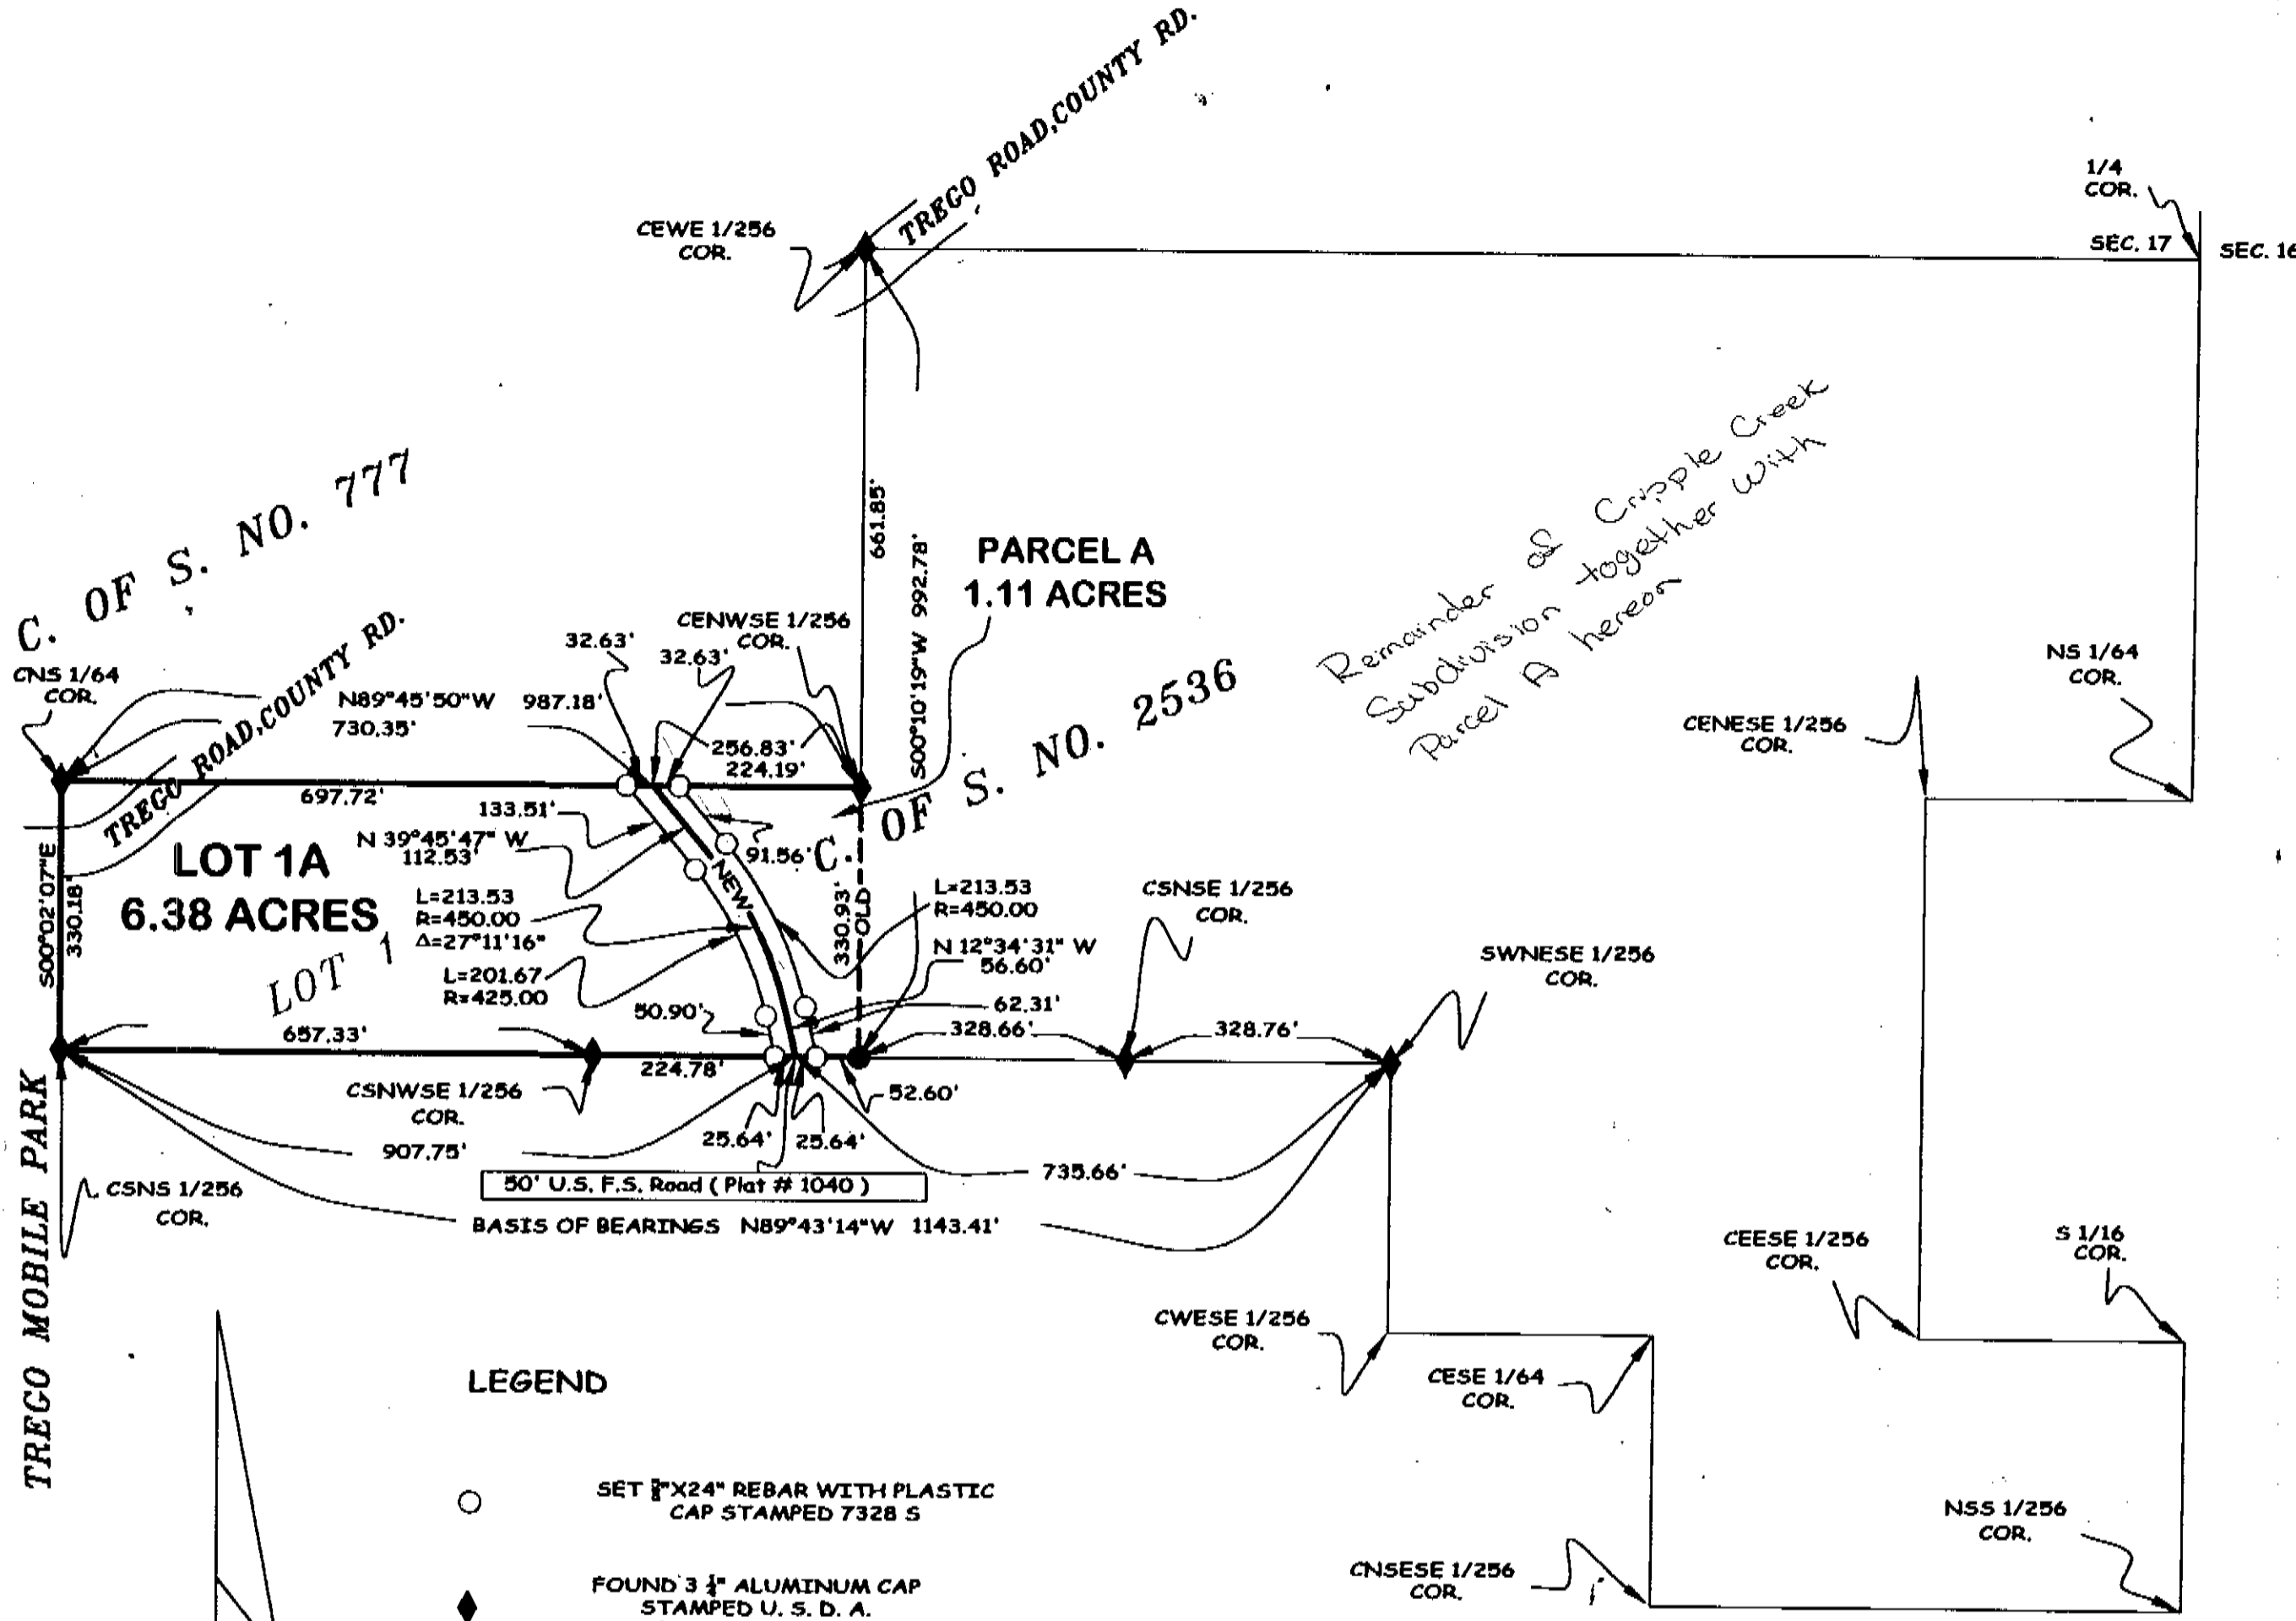 TREGO ROAD,COUNTY RD.
1/4
COR.
CEWE 1/256
COR.
SEC. 17
SEC. 16
661.85'
S00°10'19"W 992.78'
PARCEL A
1.11 ACRES
Remainder of Cripple Creek
Subdivision together with
Parcel A hereon
C. OF S. NO. 777
CNS 1/64
COR.
TREGO ROAD,COUNTY RD.
N89°45'50"W 987.18'
730.35'
32.63'
32.63'
CENWSE 1/256
COR.
NS 1/64
COR.
CENESE 1/256
COR.
256.83'
224.19'
C. OF S. NO. 2536
697.72'
133.51'
N 39°45'47" W
112.53'
91.56'
LOT 1A
6.38 ACRES
S00°02'07"E
330.18'
LOT 1
L=213.53
R=450.00
Δ=27°11'16"
L=201.67
R=425.00
NEW
330.93'
OLD
L=213.53
R=450.00
N 12°34'31" W
56.60'
CSNSE 1/256
COR.
SWNESE 1/256
COR.
50.90'
62.31'
657.33'
328.66'
328.76'
224.78'
CSNWSE 1/256
COR.
52.60'
25.64'
25.64'
907.75'
735.66'
50' U.S. F.S. Road ( Plat # 1040 )
CSNS 1/256
COR.
BASIS OF BEARINGS N89°43'14"W 1143.41'
TREGO MOBILE PARK
CEESE 1/256
COR.
S 1/16
COR.
CWESE 1/256
COR.
CESE 1/64
COR.
LEGEND
SET "X24" REBAR WITH PLASTIC
CAP STAMPED 7328 S
NSS 1/256
COR.
CNSESE 1/256
COR.
FOUND 3 ¼" ALUMINUM CAP
STAMPED U. S. D. A.